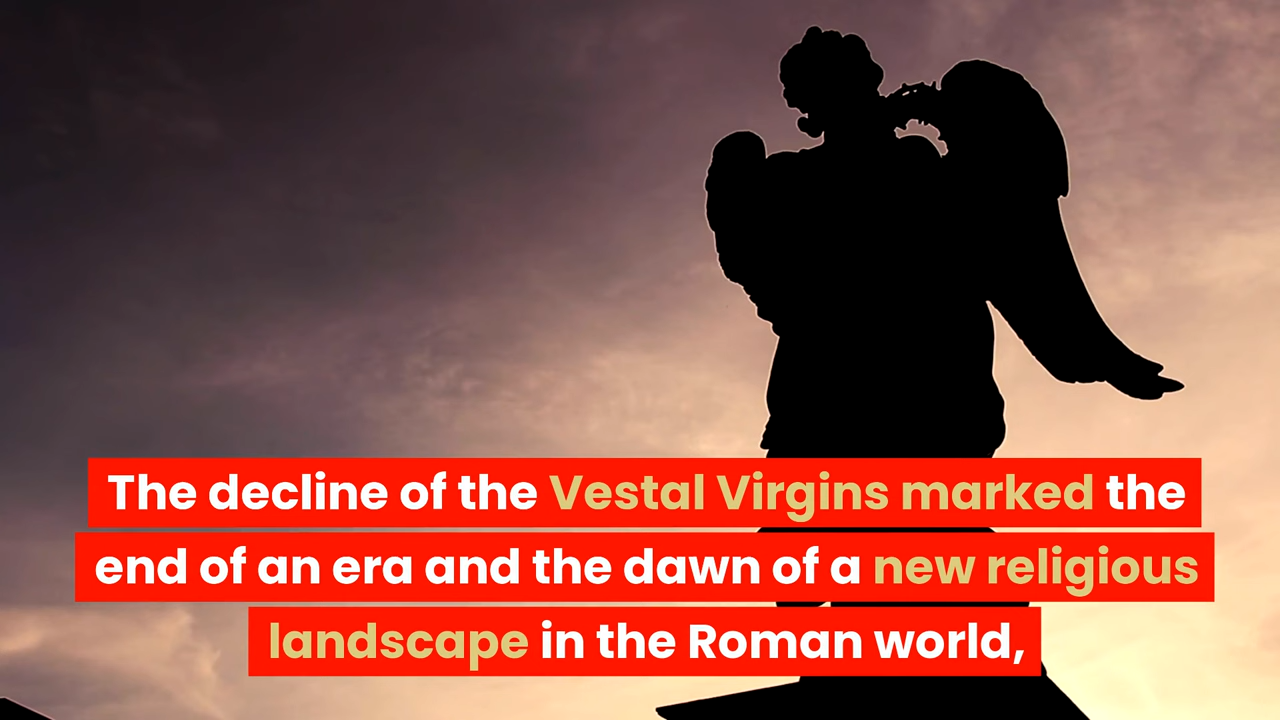 The decline of the Vestal Virgins marked the
end of an era and the dawn of a new religious
landscape in the Roman world,